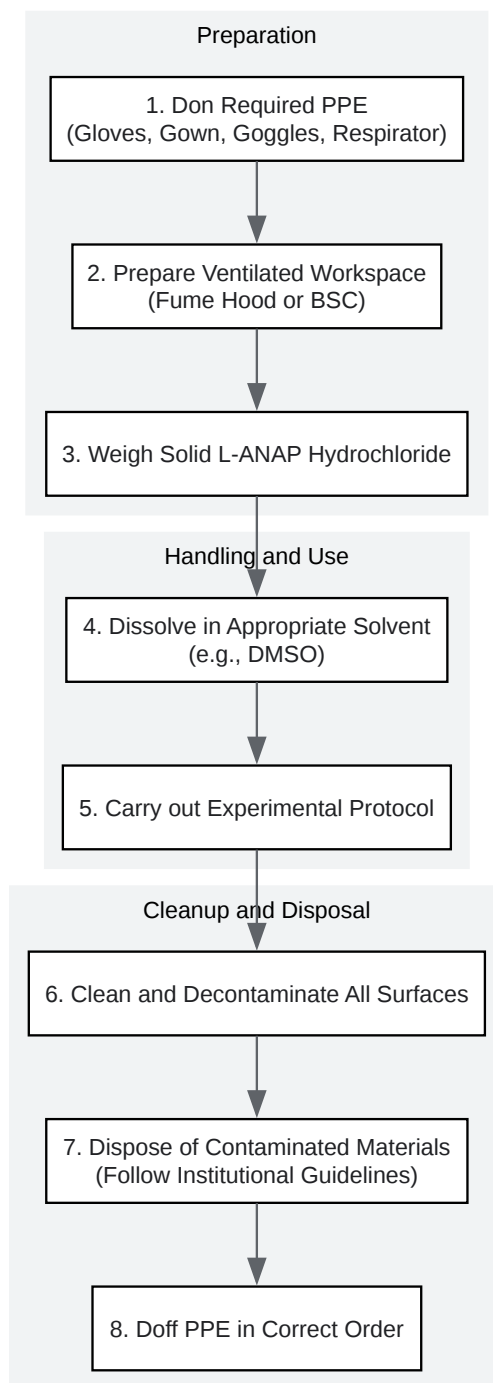 Preparation
1. Don Required PPE
(Gloves, Gown, Goggles, Respirator)
2. Prepare Ventilated Workspace
(Fume Hood or BSC)
3. Weigh Solid L-ANAP Hydrochloride
Handling and Use
4. Dissolve in Appropriate Solvent
(e.g., DMSO)
5. Carry out Experimental Protocol
Cleanup and Disposal
6. Clean and Decontaminate All Surfaces
7. Dispose of Contaminated Materials
(Follow Institutional Guidelines)
8. Doff PPE in Correct Order